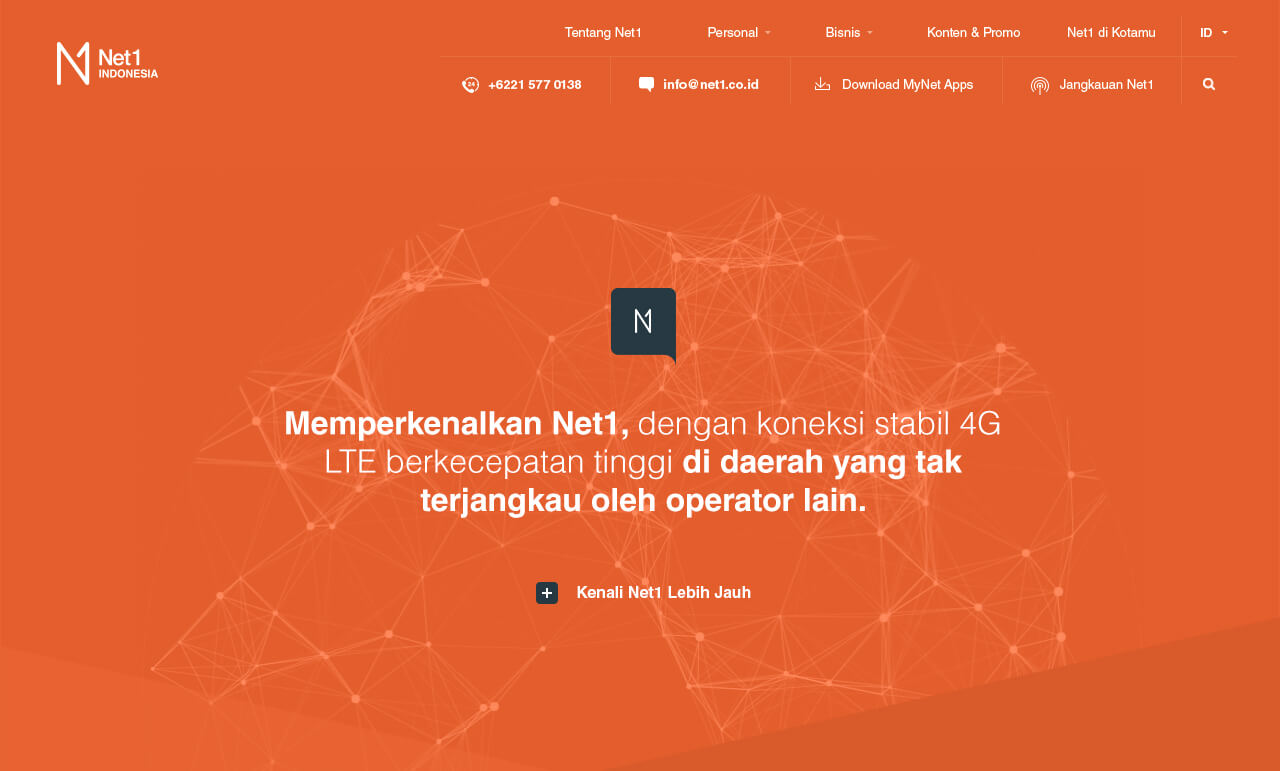 Net1
INDONESIA
Tentang Net1
Personal
Bisnis
Konten & Promo
Net1 di Kotamu
ID
24
+6221 577 0138
info@net1.co.id
Download MyNet Apps
Jangkauan Net1
Memperkenalkan Net1, dengan koneksi stabil 4G
LTE berkecepatan tinggi di daerah yang tak
terjangkau oleh operator lain.
Kenali Net1 Lebih Jauh